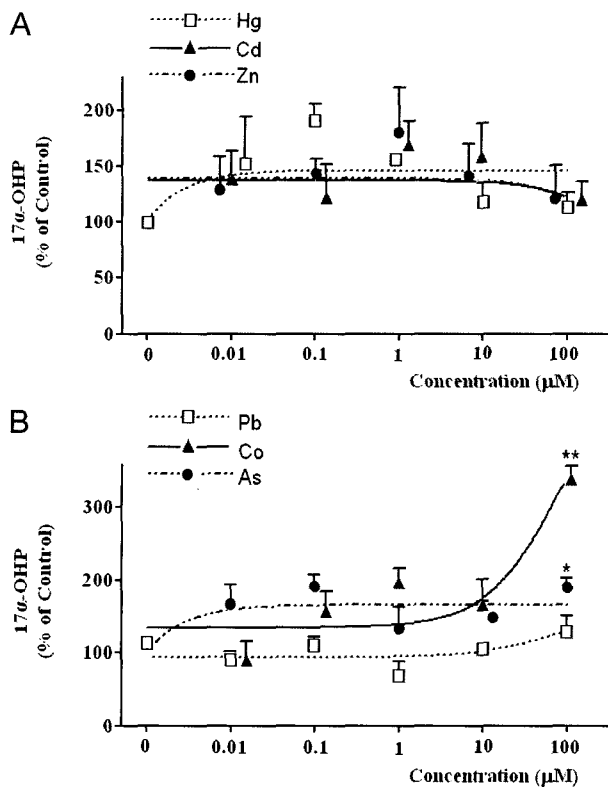 A
Hg
Cd
Zn
17α-OHP
(% of Control)
200
150
100
50
0
0 0.01 0.1 1 10 100
Concentration (µM)
B
Pb
Co
As
17α-OHP
(% of Control)
300
200
100
0
**
*
0 0.01 0.1 1 10 100
Concentration (µM)